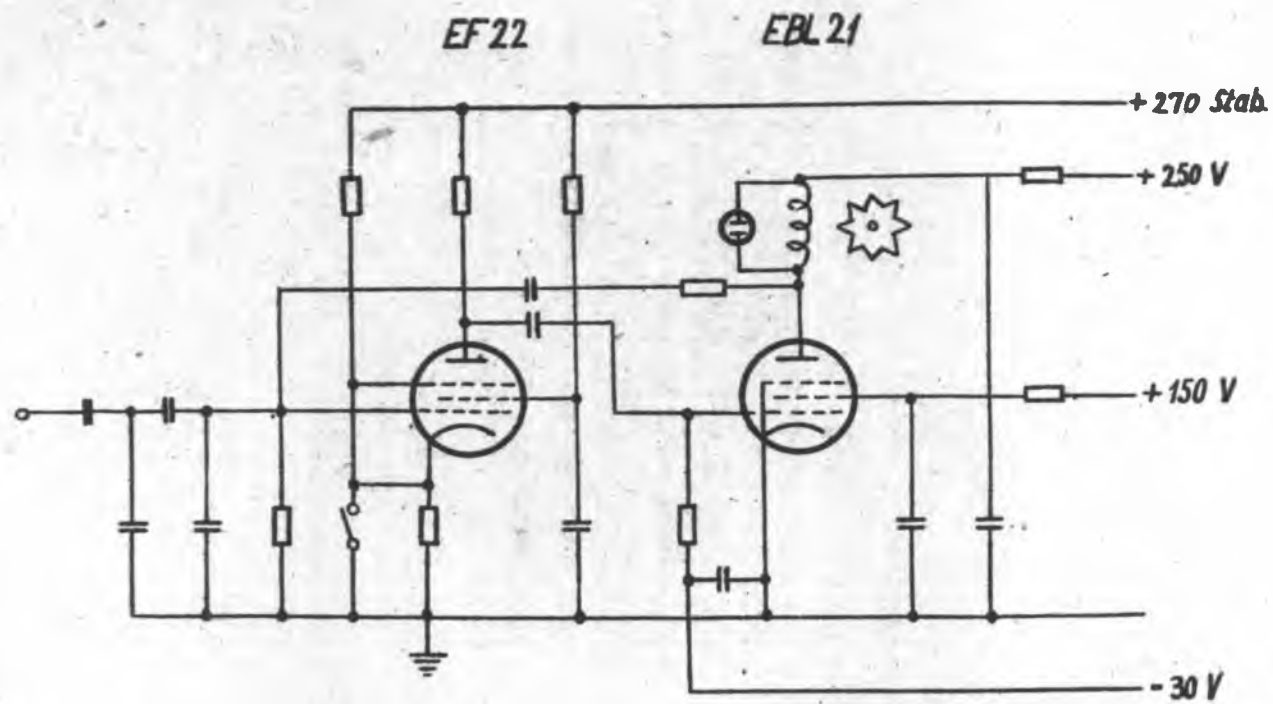 EF 22
EBL 21
+ 270 Stab.
+ 250 V
+ 150 V
- 30 V